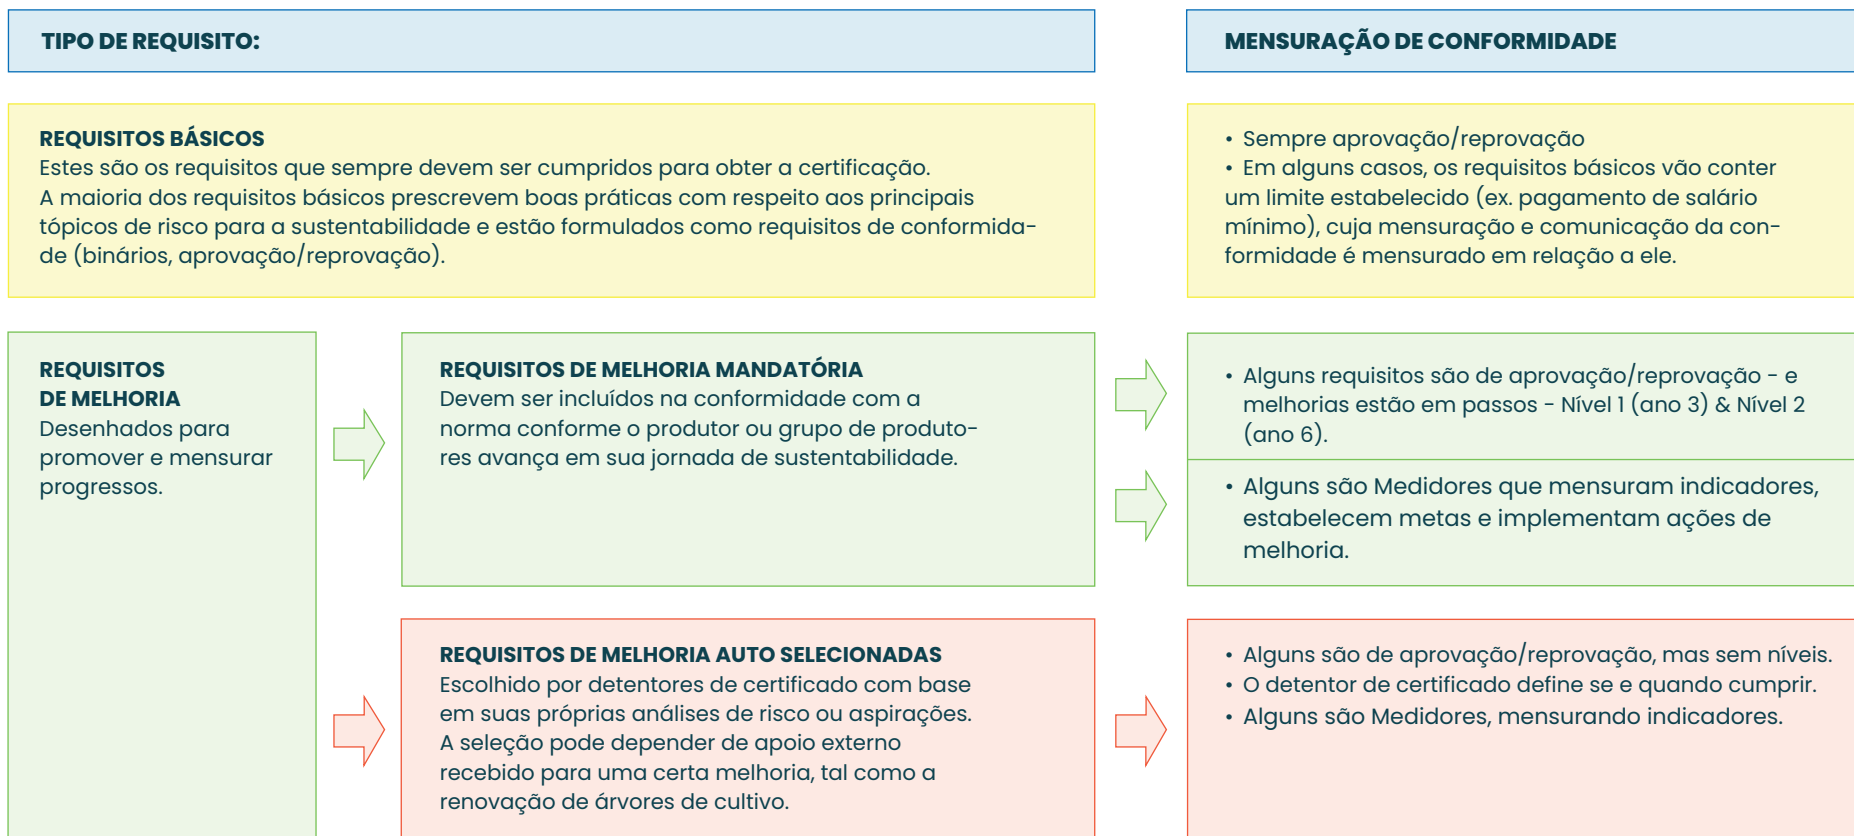 TIPO DE REQUISITO:
MENSURAÇÃO DE CONFORMIDADE
REQUISITOS BÁSICOS
Estes são os requisitos que sempre devem ser cumpridos para obter a certificação.
A maioria dos requisitos básicos prescrevem boas práticas com respeito aos principais
tópicos de risco para a sustentabilidade e estão formulados como requisitos de conformida-
de (binários, aprovação/reprovação).
• Sempre aprovação/reprovação
• Em alguns casos, os requisitos básicos vão conter
um limite estabelecido (ex. pagamento de salário
mínimo), cuja mensuração e comunicação da con-
formidade é mensurado em relação a ele.
REQUISITOS
DE MELHORIA
Desenhados para
promover e mensurar
progressos.
REQUISITOS DE MELHORIA MANDATÓRIA
Devem ser incluídos na conformidade com a
norma conforme o produtor ou grupo de produto-
res avança em sua jornada de sustentabilidade.
• Alguns requisitos são de aprovação/reprovação - e
melhorias estão em passos - Nível 1 (ano 3) & Nível 2
(ano 6).
• Alguns são Medidores que mensuram indicadores,
estabelecem metas e implementam ações de
melhoria.
REQUISITOS DE MELHORIA AUTO SELECIONADAS
Escolhido por detentores de certificado com base
em suas próprias análises de risco ou aspirações.
A seleção pode depender de apoio externo
recebido para uma certa melhoria, tal como a
renovação de árvores de cultivo.
• Alguns são de aprovação/reprovação, mas sem níveis.
• O detentor de certificado define se e quando cumprir.
• Alguns são Medidores, mensurando indicadores.